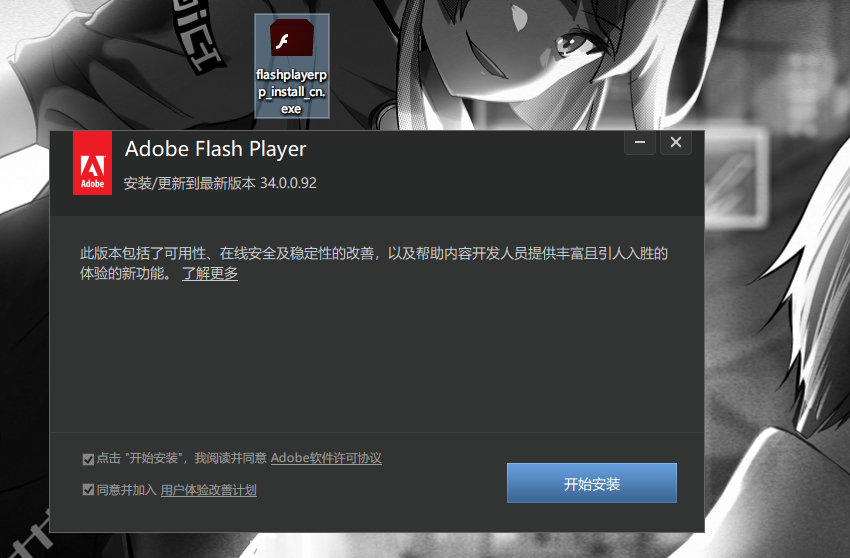 flashplayerp
p_install_cn.
exe
Adobe Flash Player
Adobe
安装/更新到最新版本 34.0.0.92
此版本包括了可用性、在线安全及稳定性的改善，以及帮助内容开发人员提供丰富且引人入胜的
体验的新功能。 了解更多
点击 "开始安装"，我阅读并同意 Adobe软件许可协议
同意并加入 用户体验改善计划
开始安装